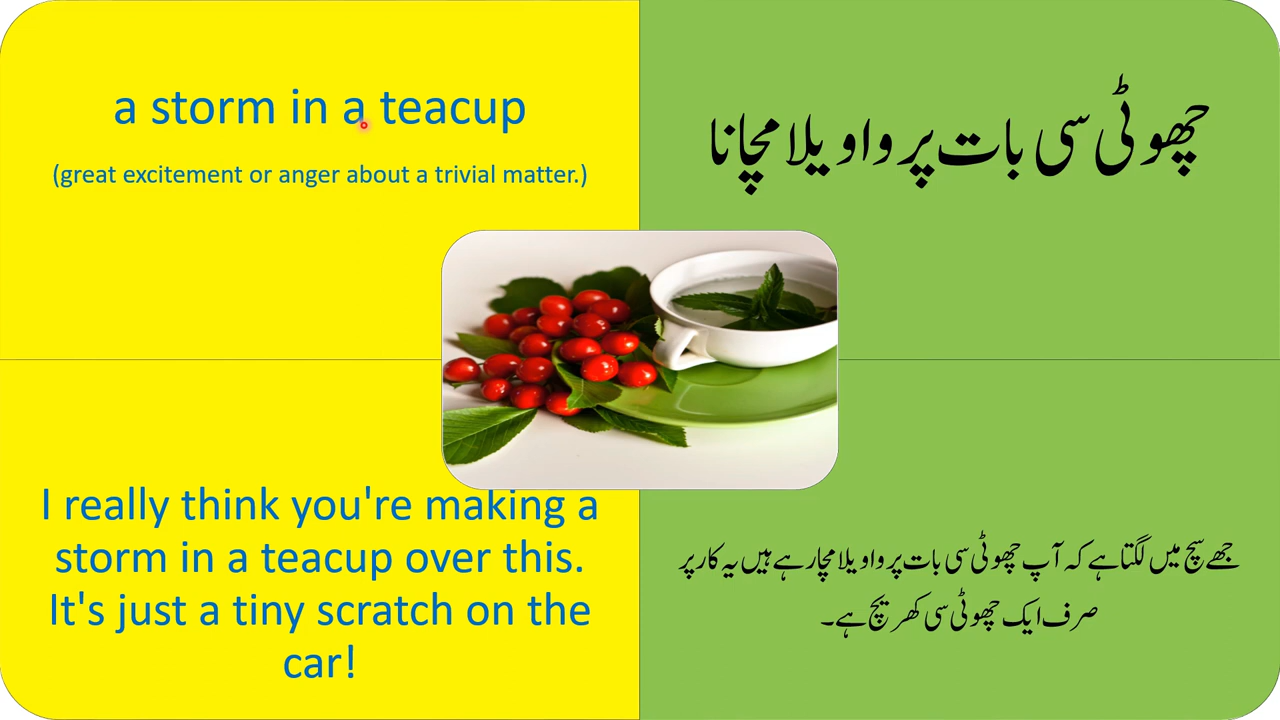 a storm in a teacup
(great excitement or anger about a trivial matter.)
چھوٹی سی بات پر واویلا مچانا
I really think you're making a
storm in a teacup over this.
It's just a tiny scratch on the
car!
جھے سچ میں لگتا ہے کہ آپ چھوٹی سی بات پر واویلا مچا رہے ہیں یہ کار پر
صرف ایک چھوٹی سی کھریچ ہے۔